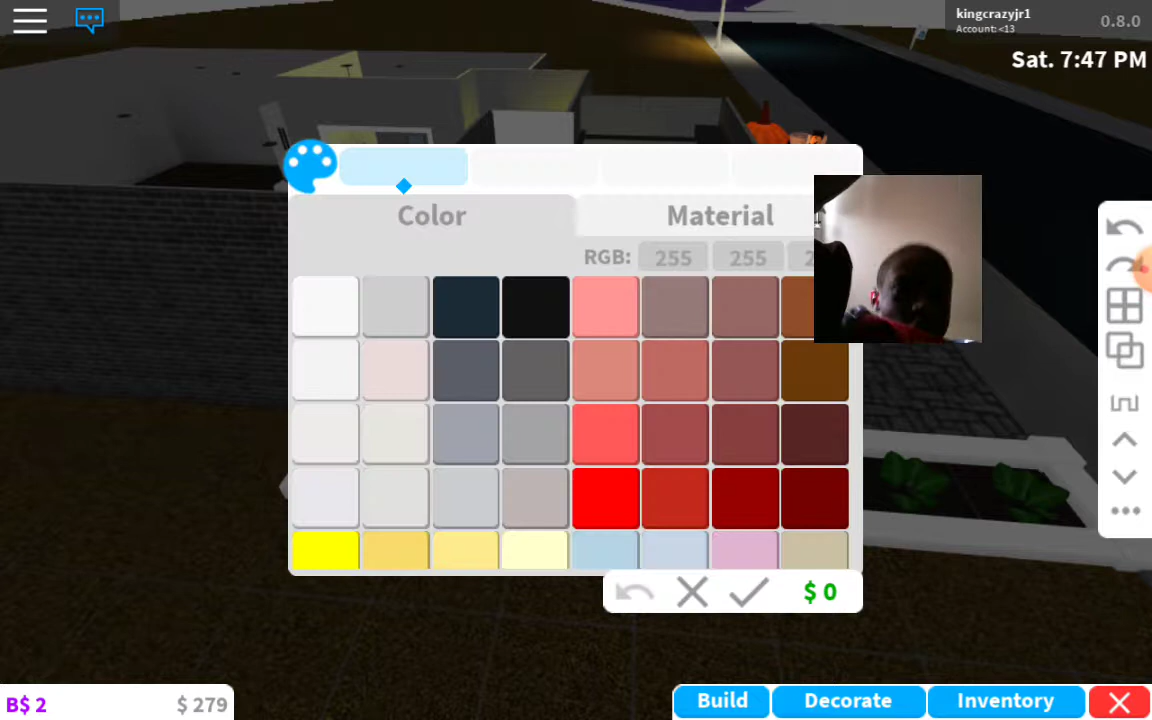 kingcrazyjr1
Account: <13
0.8.0
Sat. 7:47 PM
Color
Material
RGB:
255
255
2
$ 0
B$ 2
$ 279
Build
Decorate
Inventory